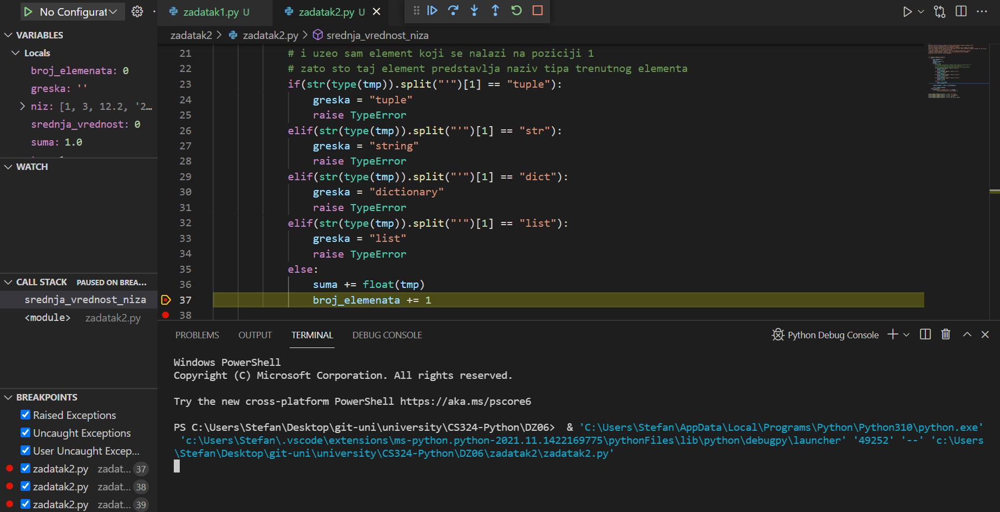 No Configurat
zadatak1.py U
zadatak2.py U
zadatak2 > zadatak2.py > srednja_vrednost_niza
VARIABLES
Locals
broj_elemenata: 0
greska: ''
niz: [1, 3, 12.2, '2…
srednja_vrednost: 0
suma: 1.0
WATCH
CALL STACK PAUSED ON BREA...
srednja_vrednost_niza
<module> zadatak2.py
BREAKPOINTS
Raised Exceptions
Uncaught Exceptions
User Uncaught Excep...
zadatak2.py zadat... 37
zadatak2.py zadat... 38
zadatak2.py zadat... 39
21 # i uzeo sam element koji se nalazi na poziciji 1
22 # zato sto taj element predstavlja naziv tipa trenutnog elementa
23 if(str(type(tmp)).split("'")[1] == "tuple"):
24 greska = "tuple"
25 raise TypeError
26 elif(str(type(tmp)).split("'")[1] == "str"):
27 greska = "string"
28 raise TypeError
29 elif(str(type(tmp)).split("'")[1] == "dict"):
30 greska = "dictionary"
31 raise TypeError
32 elif(str(type(tmp)).split("'")[1] == "list"):
33 greska = "list"
34 raise TypeError
35 else:
36 suma += float(tmp)
37 broj_elemenata += 1
38
PROBLEMS OUTPUT TERMINAL DEBUG CONSOLE
Python Debug Console
Windows PowerShell
Copyright (C) Microsoft Corporation. All rights reserved.
Try the new cross-platform PowerShell https://aka.ms/pscore6
PS C:\Users\Stefan\Desktop\git-uni\university\CS324-Python\DZ06> & 'C:\Users\Stefan\AppData\Local\Programs\Python\Python310\python.exe'
'c:\Users\Stefan\.vscode\extensions\ms-python.python-2021.11.1422169775\pythonFiles\lib\python\debugpy\launcher' '49252' '--' 'c:\Users
\Stefan\Desktop\git-uni\university\CS324-Python\DZ06\zadatak2\zadatak2.py'